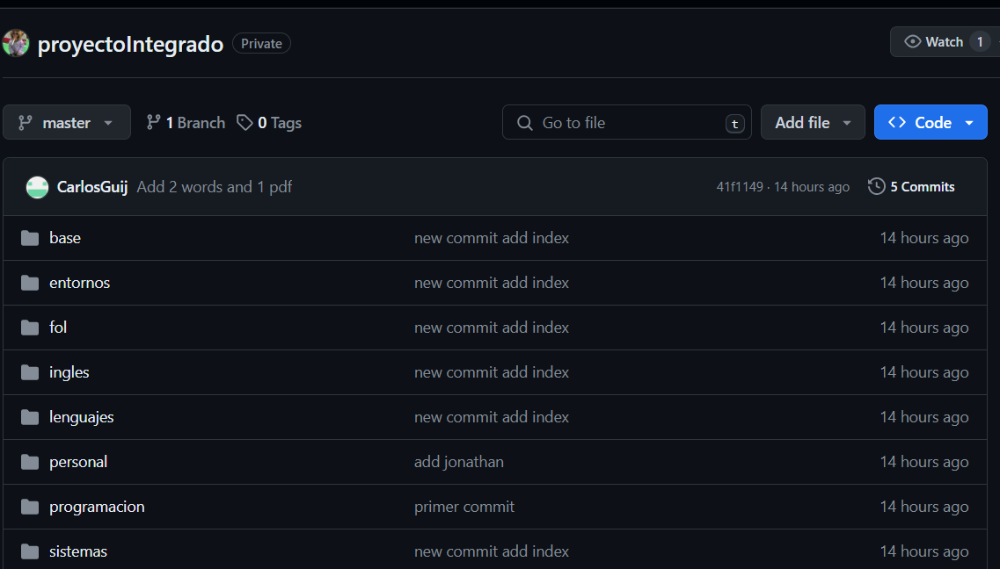 proyectoIntegrado Private Watch 1
master 1 Branch 0 Tags Go to file t Add file Code
CarlosGuij Add 2 words and 1 pdf 41f1149 · 14 hours ago 5 Commits
base new commit add index 14 hours ago
entornos new commit add index 14 hours ago
fol new commit add index 14 hours ago
ingles new commit add index 14 hours ago
lenguajes new commit add index 14 hours ago
personal add jonathan 14 hours ago
programacion primer commit 14 hours ago
sistemas new commit add index 14 hours ago